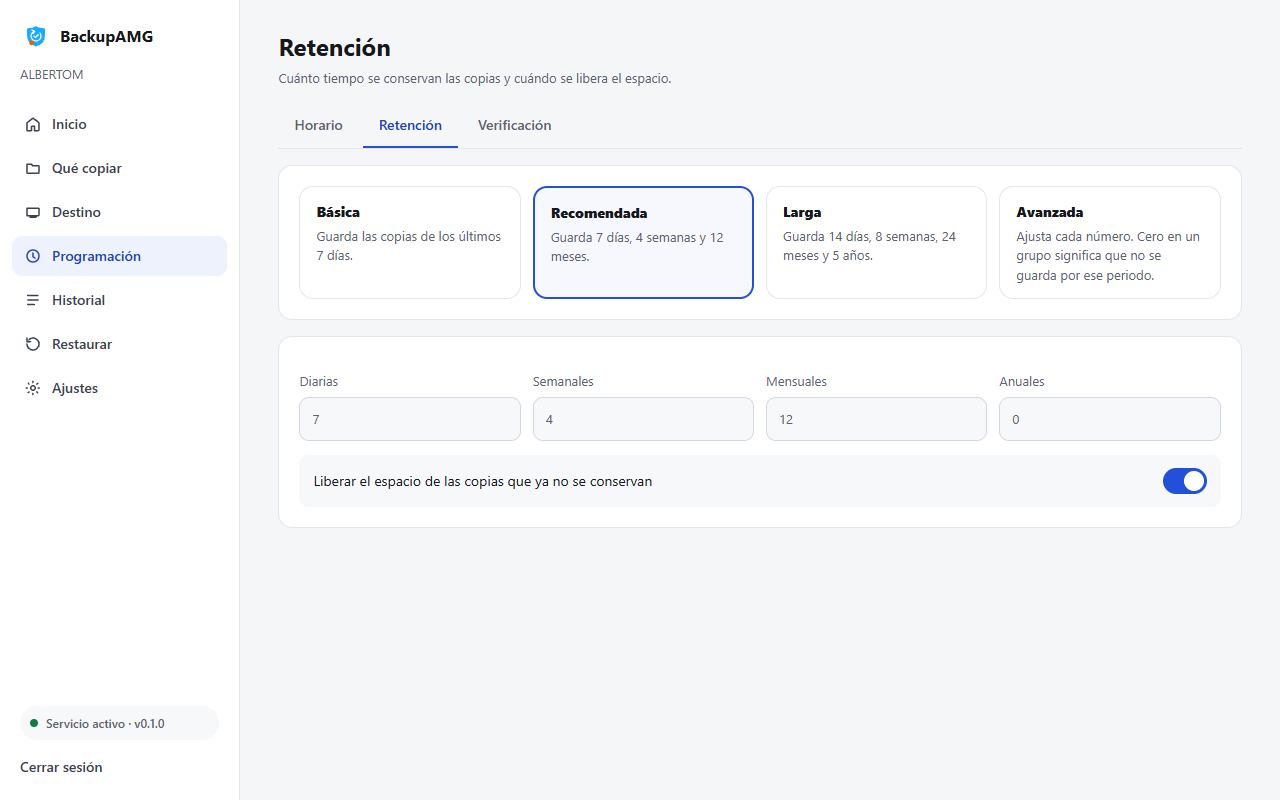 BackupAMG
ALBERTOM
Inicio
Qué copiar
Destino
Programación
Historial
Restaurar
Ajustes
Servicio activo · v0.1.0
Cerrar sesión
Retención
Cuánto tiempo se conservan las copias y cuándo se libera el espacio.
Horario
Retención
Verificación
Básica
Guarda las copias de los últimos
7 días.
Recomendada
Guarda 7 días, 4 semanas y 12
meses.
Larga
Guarda 14 días, 8 semanas, 24
meses y 5 años.
Avanzada
Ajusta cada número. Cero en un
grupo significa que no se
guarda por ese periodo.
Diarias
7
Semanales
4
Mensuales
12
Anuales
0
Liberar el espacio de las copias que ya no se conservan